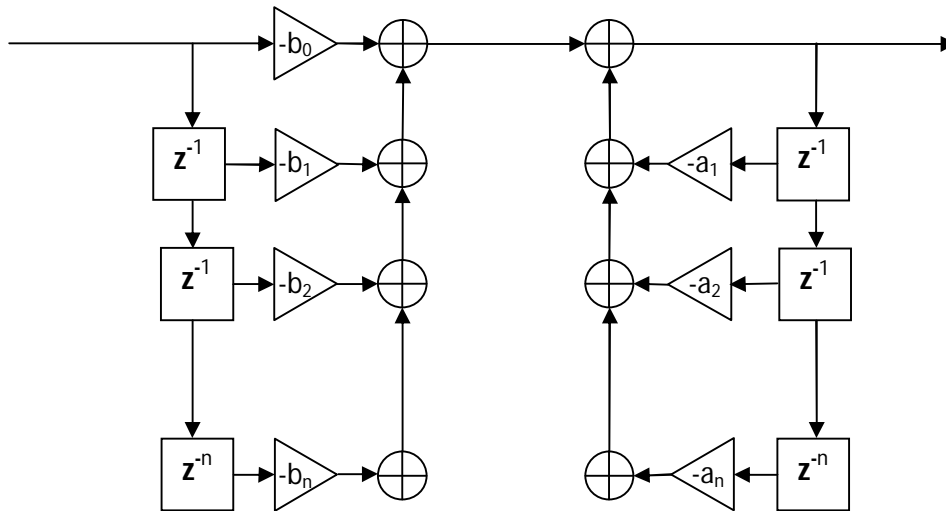 -b₀
z⁻¹ -b₁ -a₁ z⁻¹
z⁻¹ -b₂ -a₂ z⁻¹
z⁻ⁿ -bₙ -aₙ z⁻ⁿ